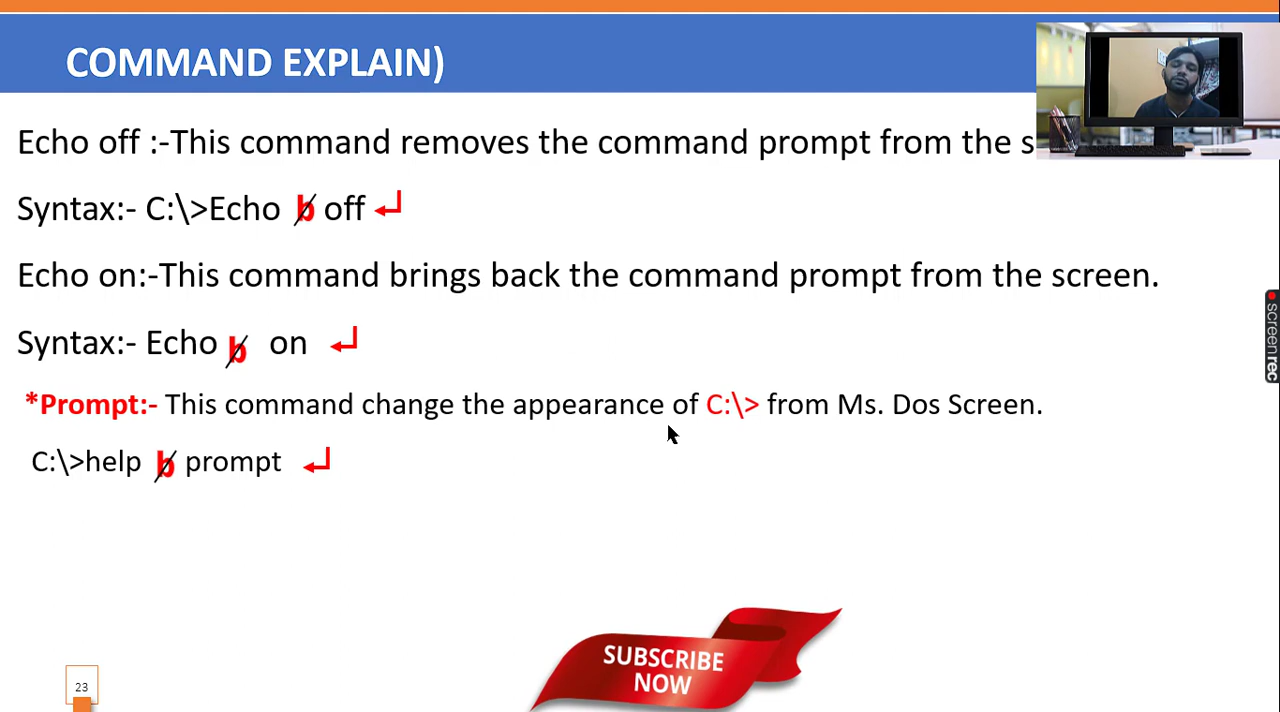 COMMAND EXPLAIN)
Echo off :-This command removes the command prompt from the s
Syntax:- C:\>Echo b off
Echo on:-This command brings back the command prompt from the screen.
Syntax:- Echo b on
*Prompt:- This command change the appearance of C:\> from Ms. Dos Screen.
C:\>help b prompt
SUBSCRIBE
NOW
23
screenrec